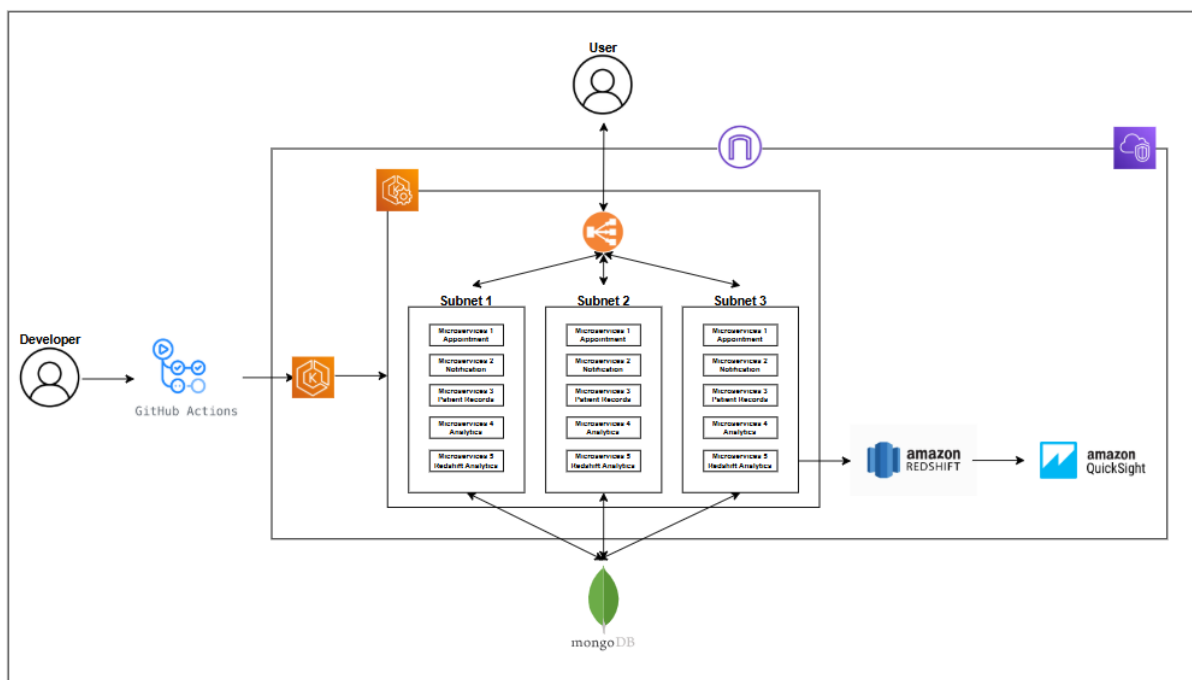 User
Developer
GitHub Actions
Subnet 1
Microservices 1
Appointment
Microservices 2
Notification
Microservices 3
Patient Records
Microservices 4
Analytics
Microservices 5
Redshift Analytics
Subnet 2
Microservices 1
Appointment
Microservices 2
Notification
Microservices 3
Patient Records
Microservices 4
Analytics
Microservices 5
Redshift Analytics
Subnet 3
Microservices 1
Appointment
Microservices 2
Notification
Microservices 3
Patient Records
Microservices 4
Analytics
Microservices 5
Redshift Analytics
amazon
REDSHIFT
amazon
QuickSight
mongoDB